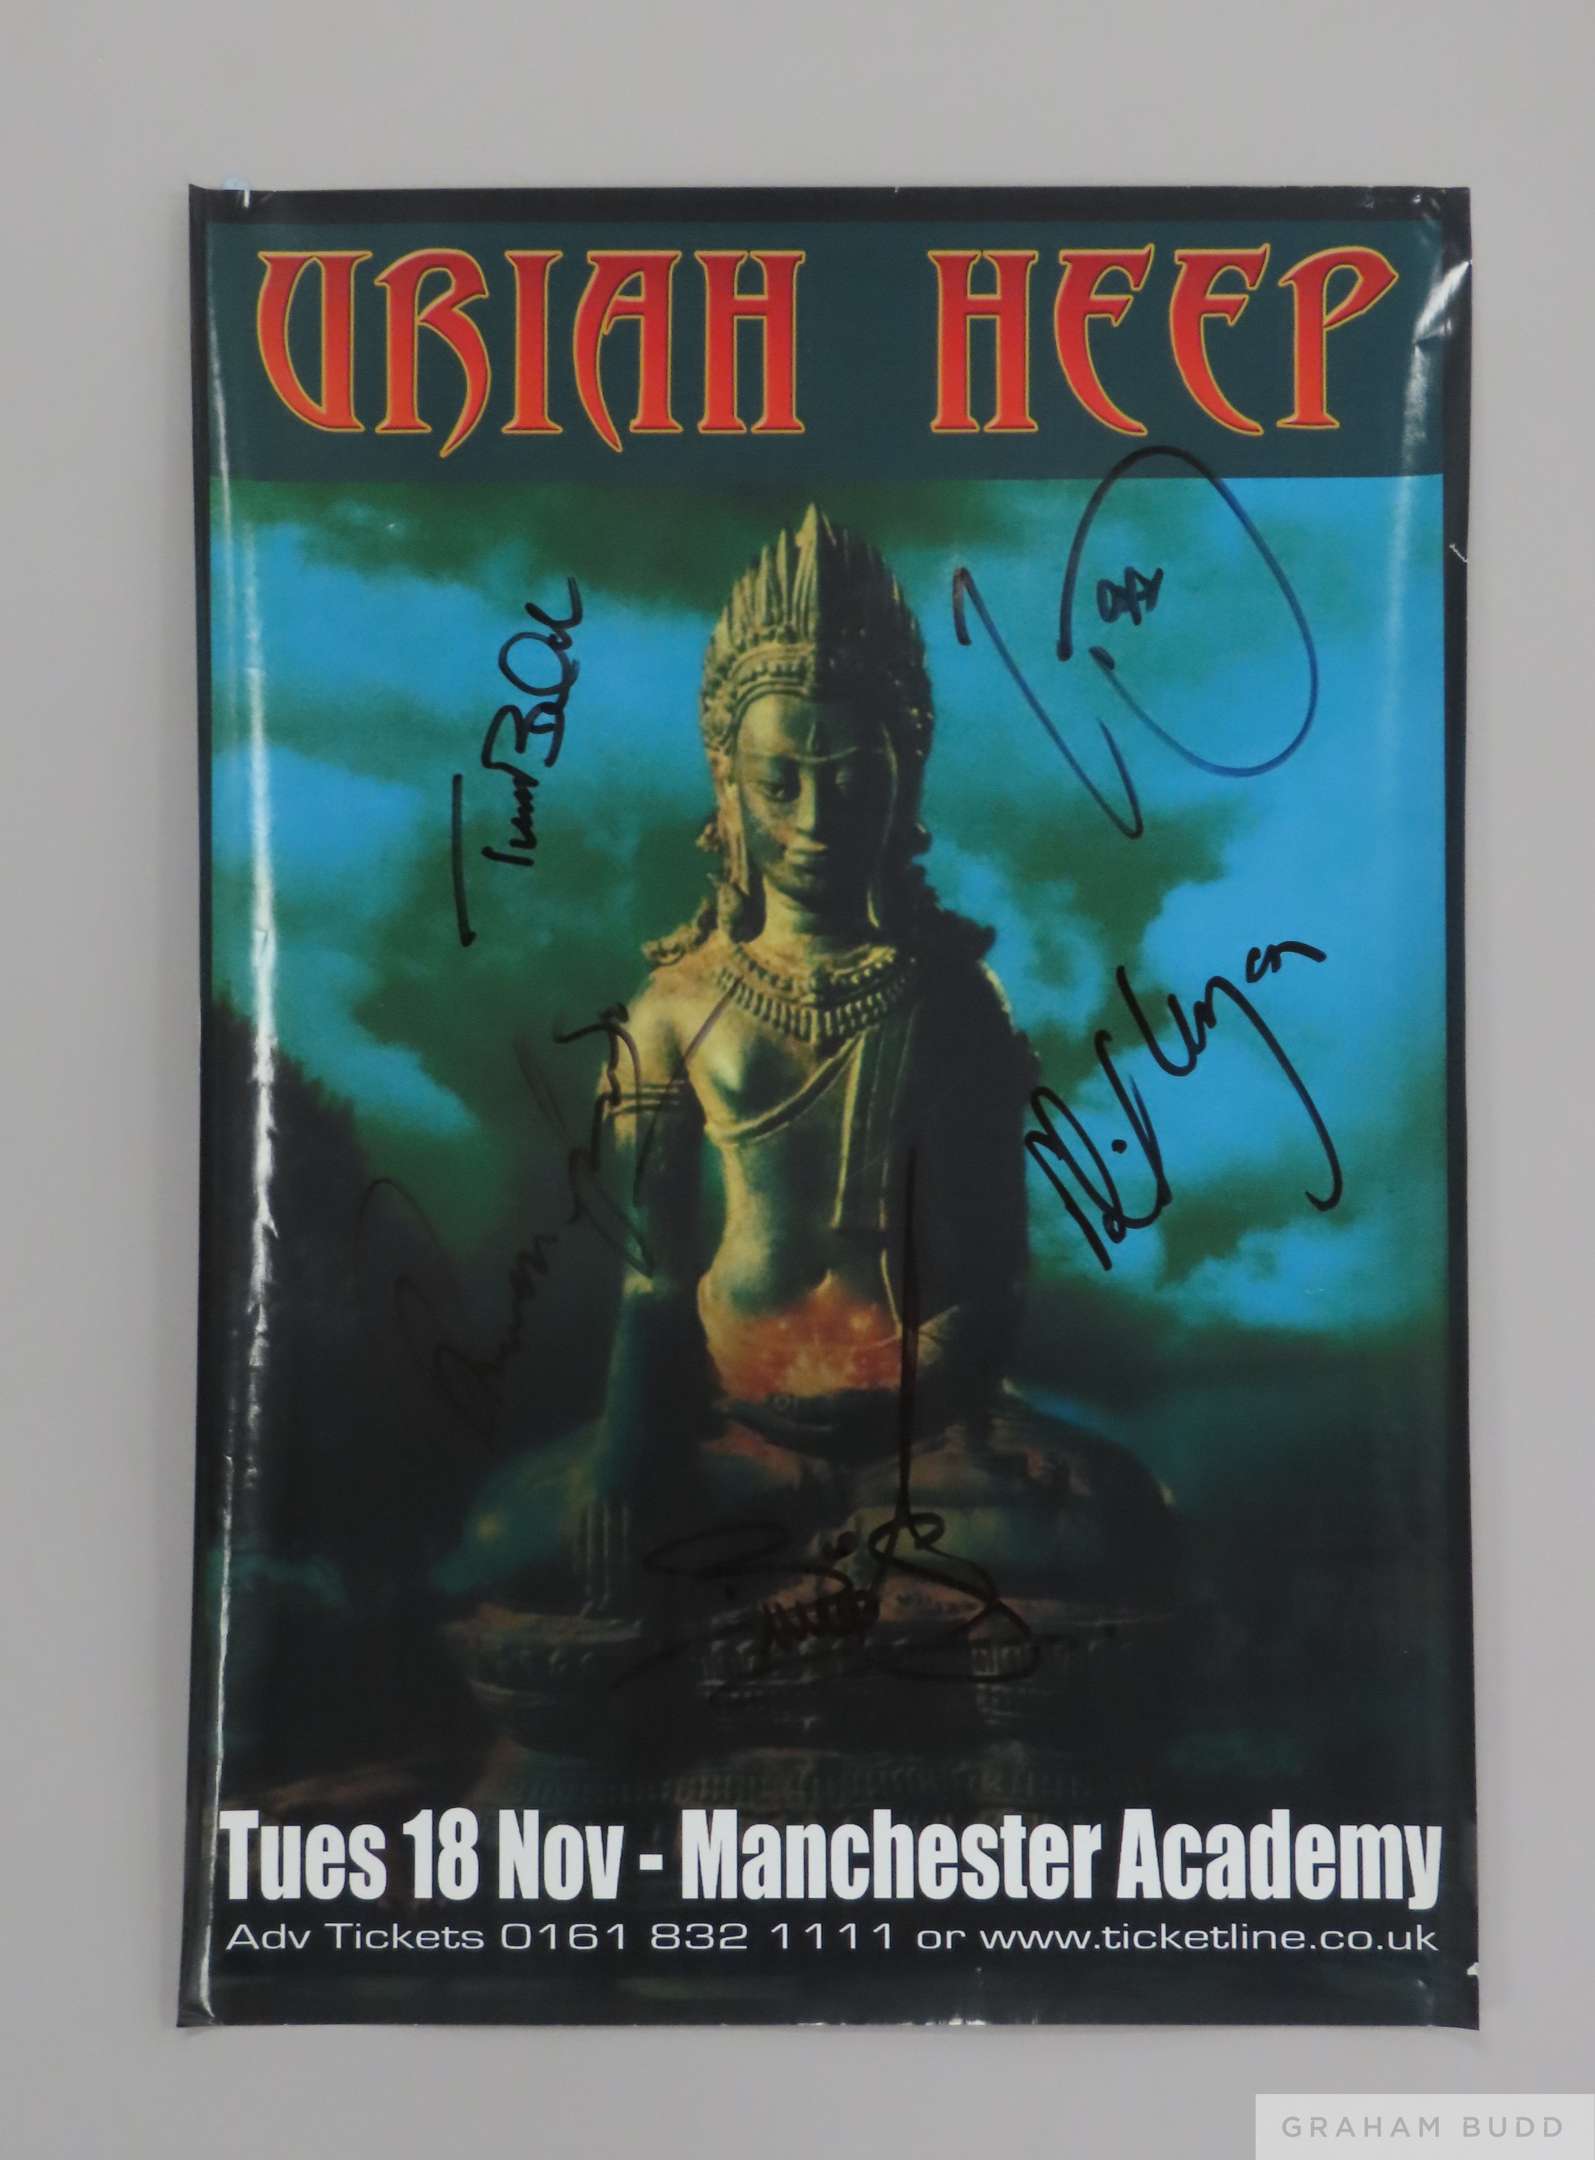 URIAH HEEP
Tues 18 Nov - Manchester Academy
Adv Tickets 0161 832 1111 or www.ticketline.co.uk
GRAHAM BUDD